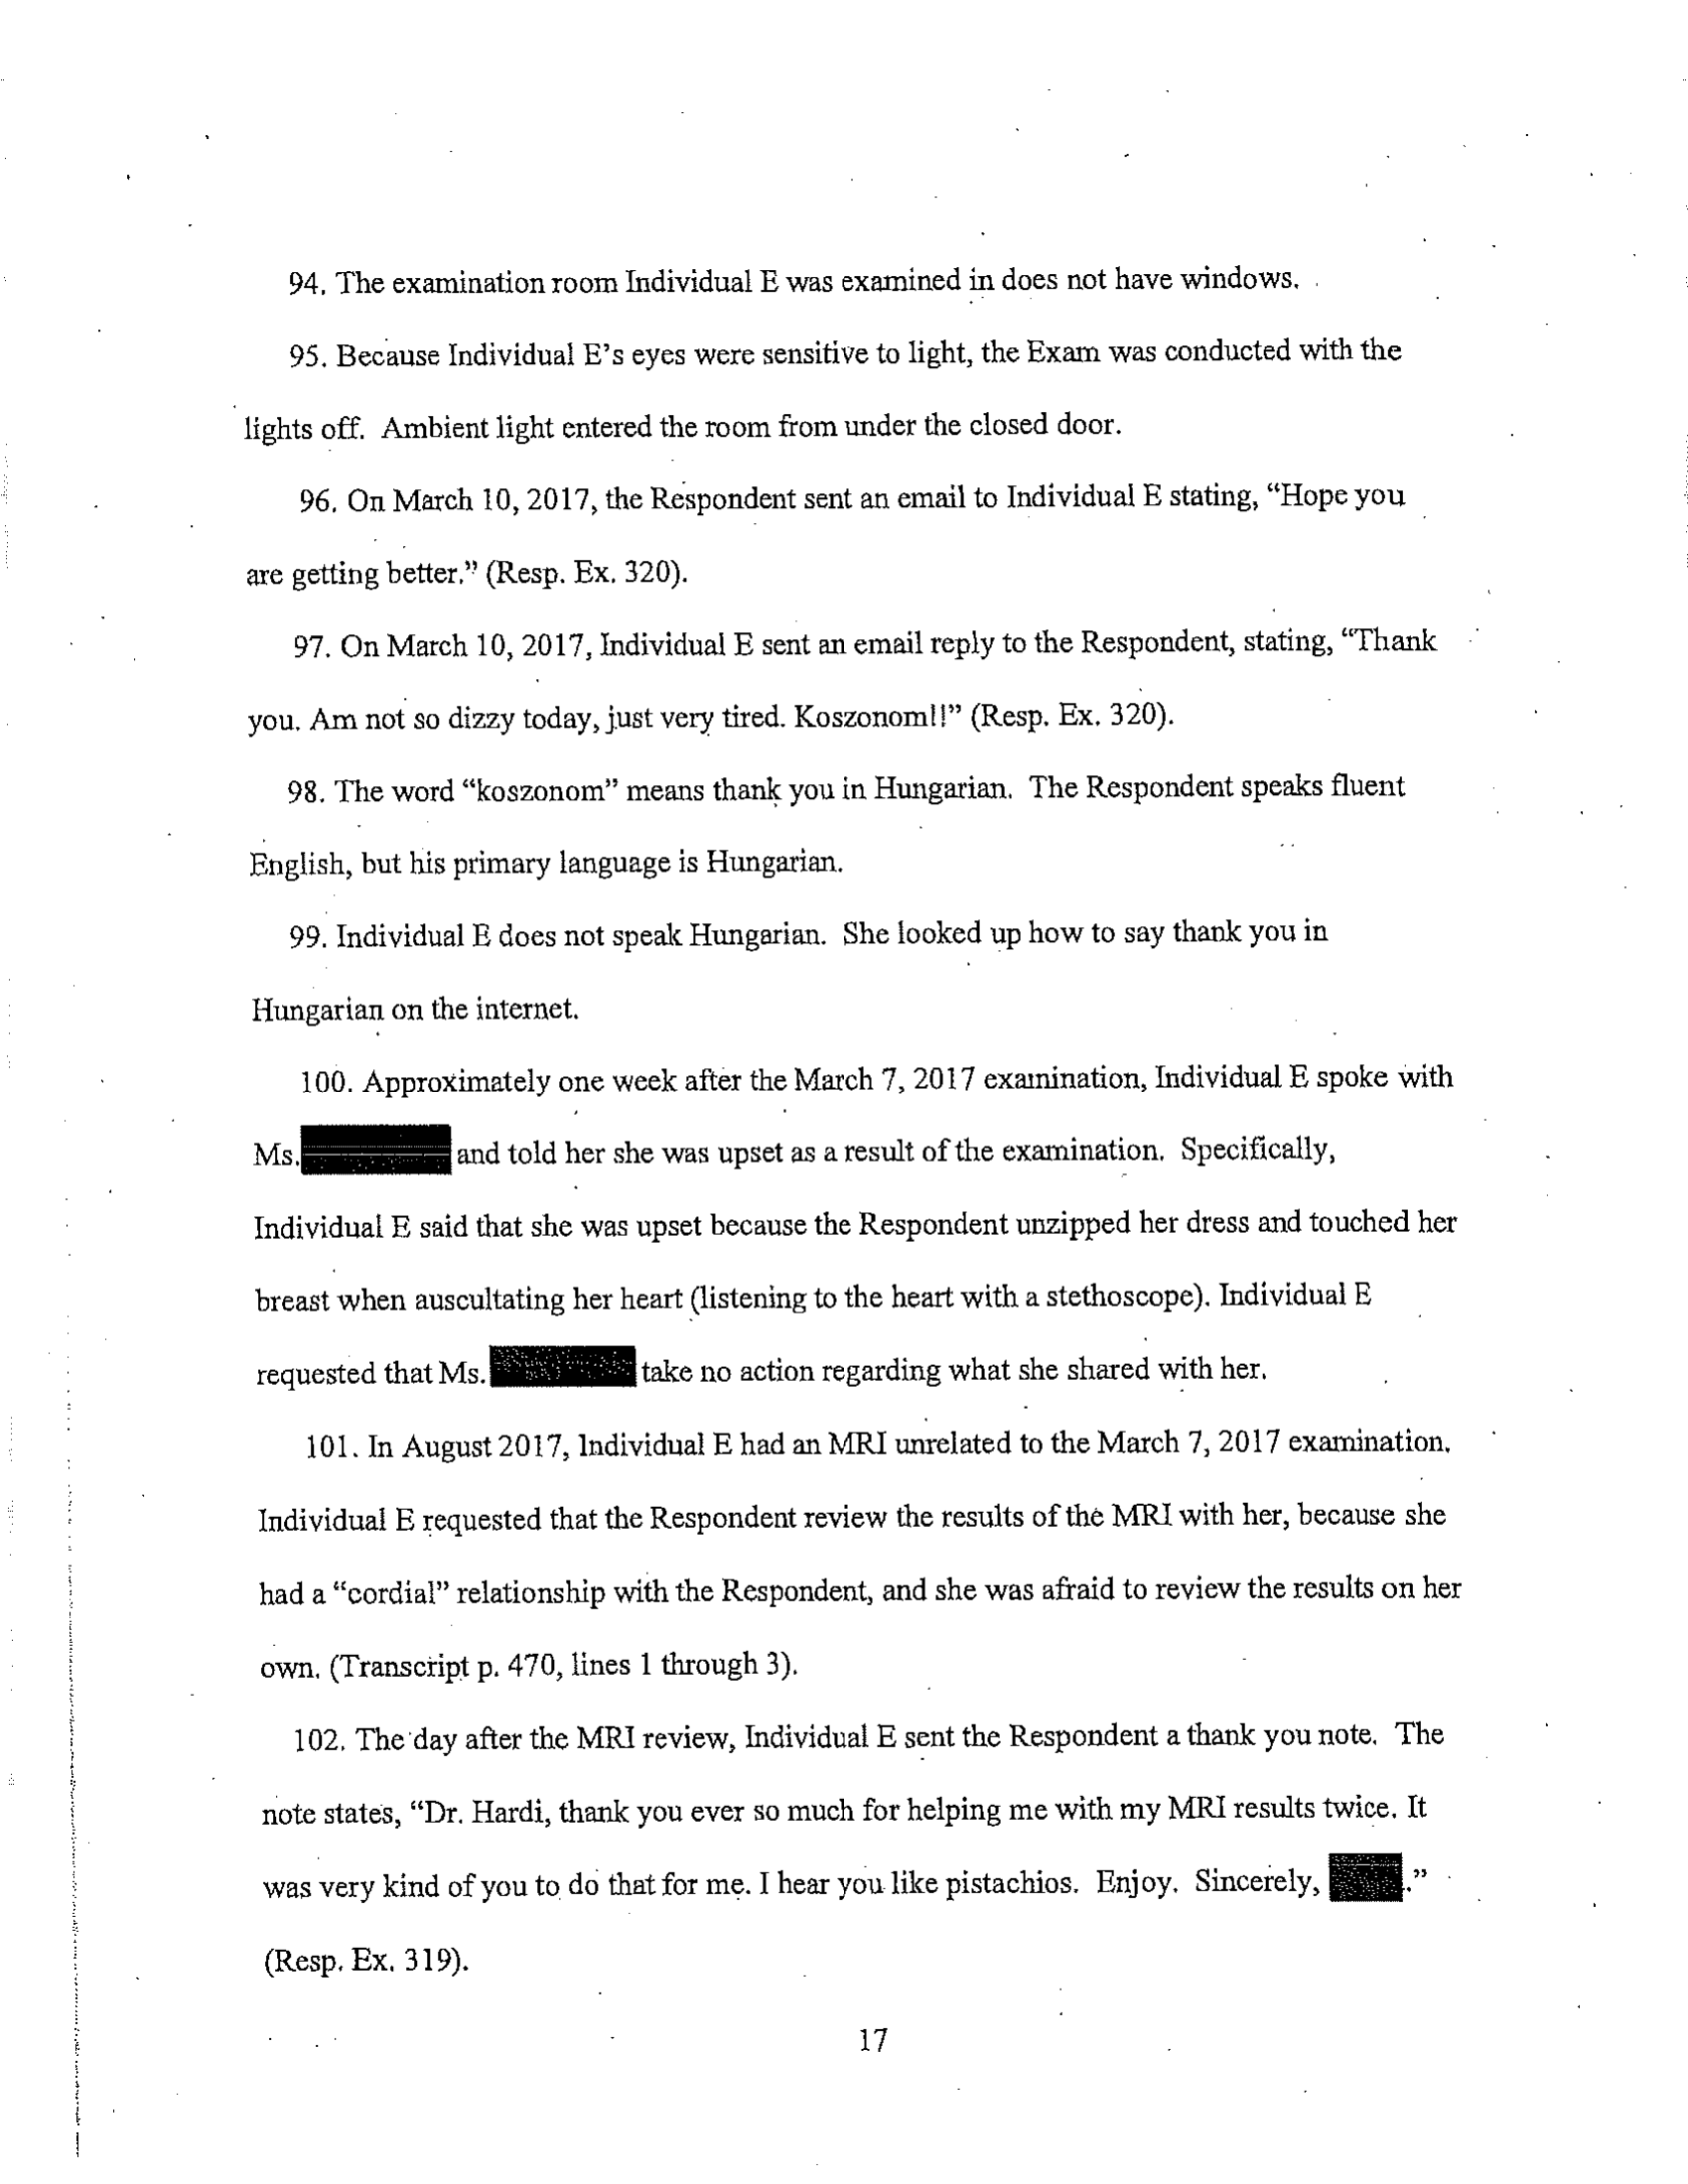 94. The examination room Individual E was examined in does not have windows.
95. Because Individual E's eyes were sensitive to light, the Exam was conducted with the
lights off. Ambient light entered the room from under the closed door.
96. On March 10, 2017, the Respondent sent an email to Individual E stating, “Hope you
are getting better.” (Resp. Ex. 320).
97. On March 10, 2017, Individual E sent an email reply to the Respondent, stating, “Thank
you. Am not so dizzy today, just very tired. Koszonom!!” (Resp. Ex. 320).
98. The word “koszonom” means thank you in Hungarian. The Respondent speaks fluent
English, but his primary language is Hungarian.
99. Individual E does not speak Hungarian. She looked up how to say thank you in
Hungarian on the internet.
100. Approximately one week after the March 7, 2017 examination, Individual E spoke with
Ms. and told her she was upset as a result of the examination. Specifically,
Individual E said that she was upset because the Respondent unzipped her dress and touched her
breast when auscultating her heart (listening to the heart with a stethoscope). Individual E
requested that Ms. take no action regarding what she shared with her.
101. In August 2017, Individual E had an MRI unrelated to the March 7, 2017 examination.
Individual E requested that the Respondent review the results of the MRI with her, because she
had a “cordial” relationship with the Respondent, and she was afraid to review the results on her
own. (Transcript p. 470, lines 1 through 3).
102. The day after the MRI review, Individual E sent the Respondent a thank you note. The
note states, “Dr. Hardi, thank you ever so much for helping me with my MRI results twice. It
was very kind of you to do that for me. I hear you like pistachios. Enjoy. Sincerely, .”
(Resp. Ex. 319).
17